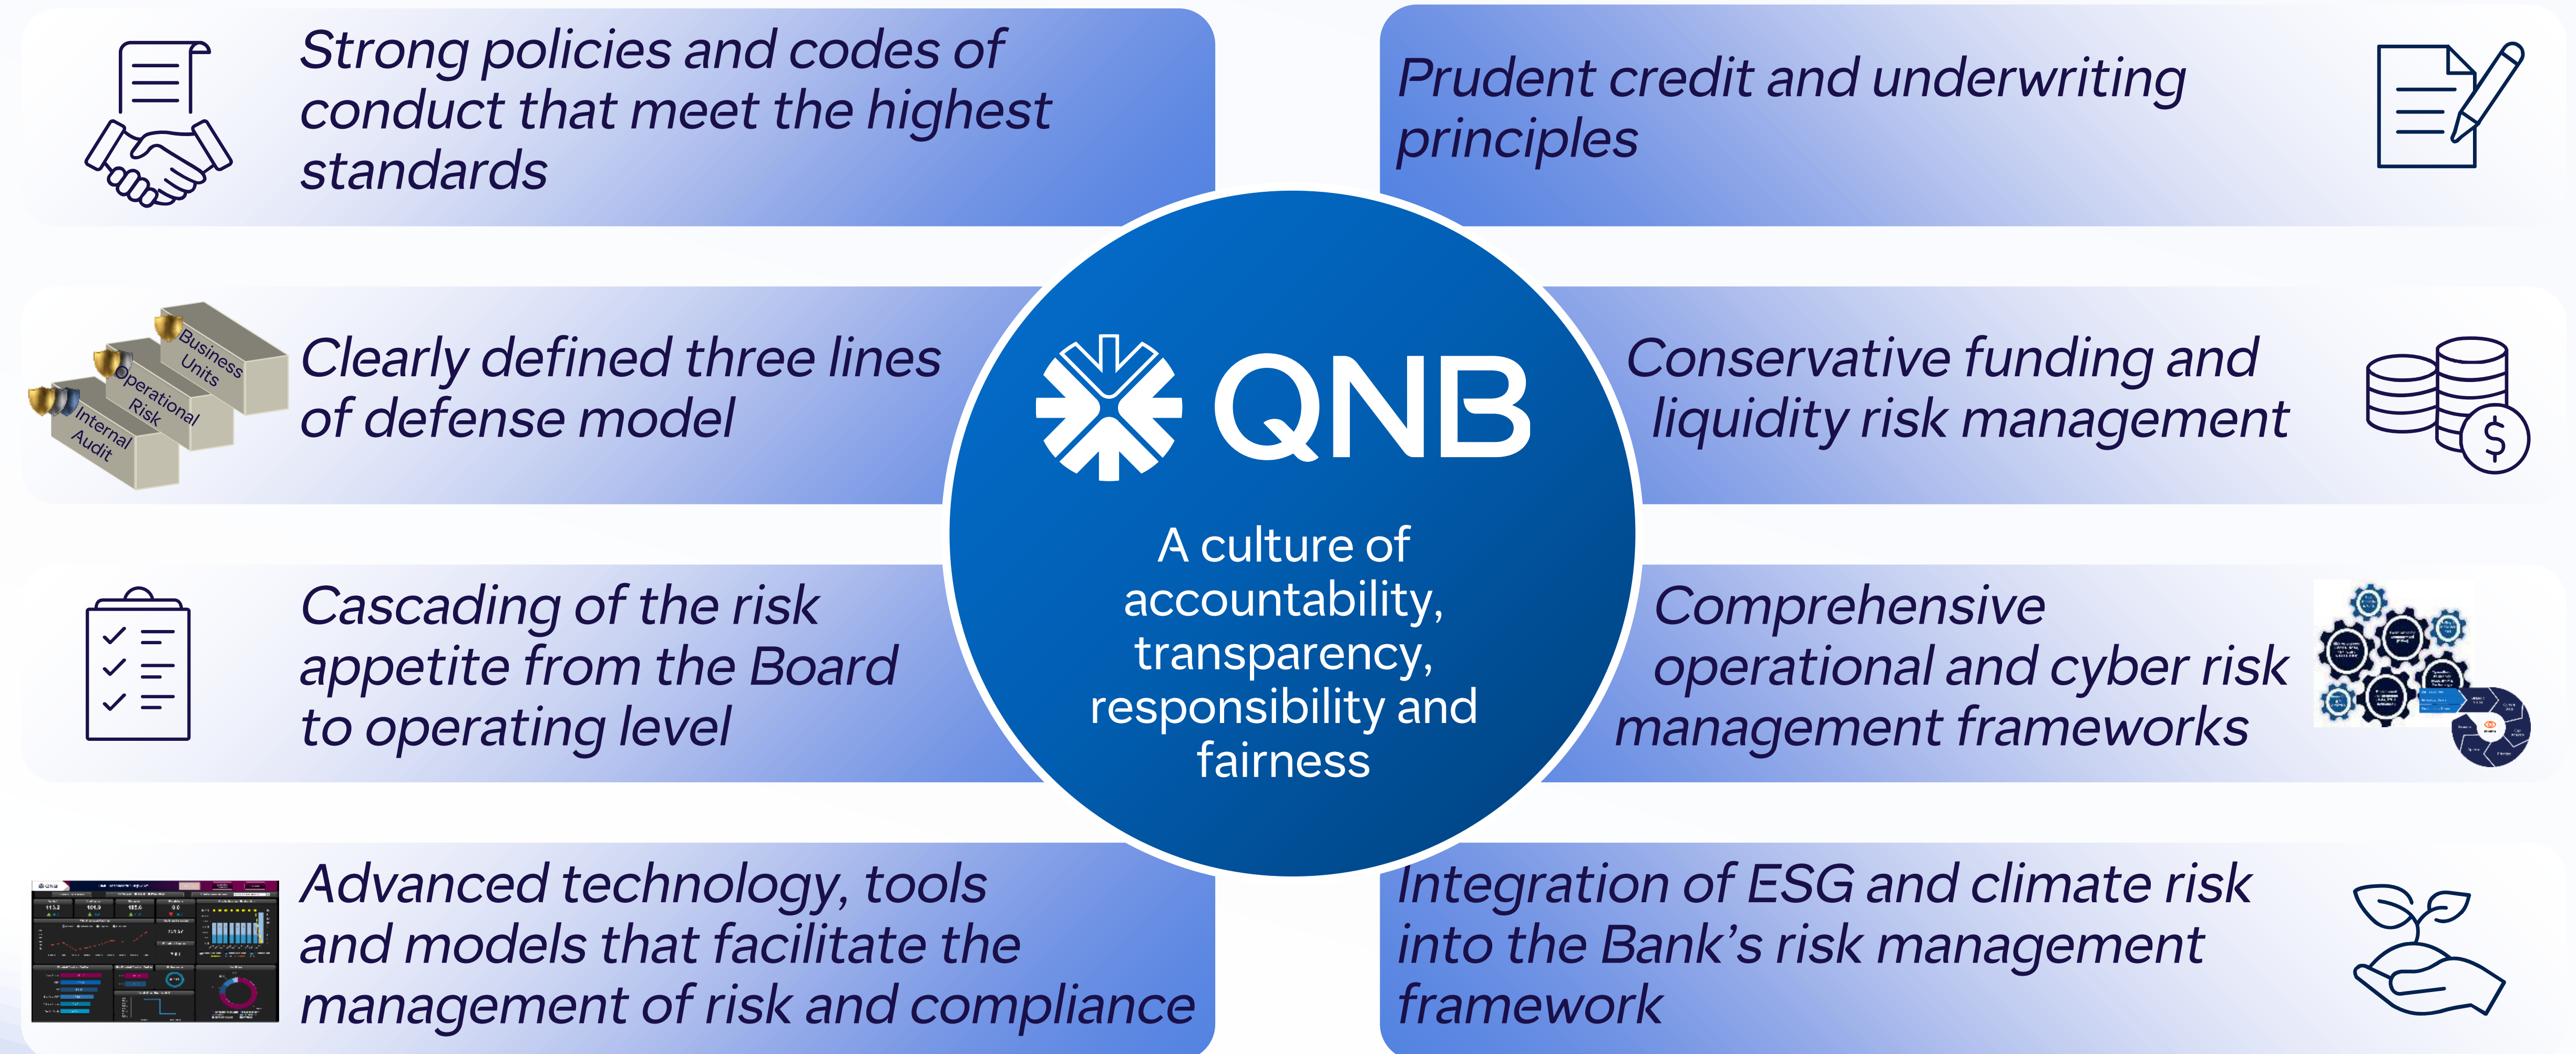 Strong policies and codes of
conduct that meet the highest
standards
Prudent credit and underwriting
principles
Business
Units
Operational
Risk
Internal
Audit
Clearly defined three lines
of defense model
Conservative funding and
liquidity risk management
QNB
A culture of
accountability,
transparency,
responsibility and
fairness
Cascading of the risk
appetite from the Board
to operating level
Comprehensive
operational and cyber risk
management frameworks
Advanced technology, tools
and models that facilitate the
management of risk and compliance
QNB
Integration of ESG and climate risk
into the Bank’s risk management
framework
$